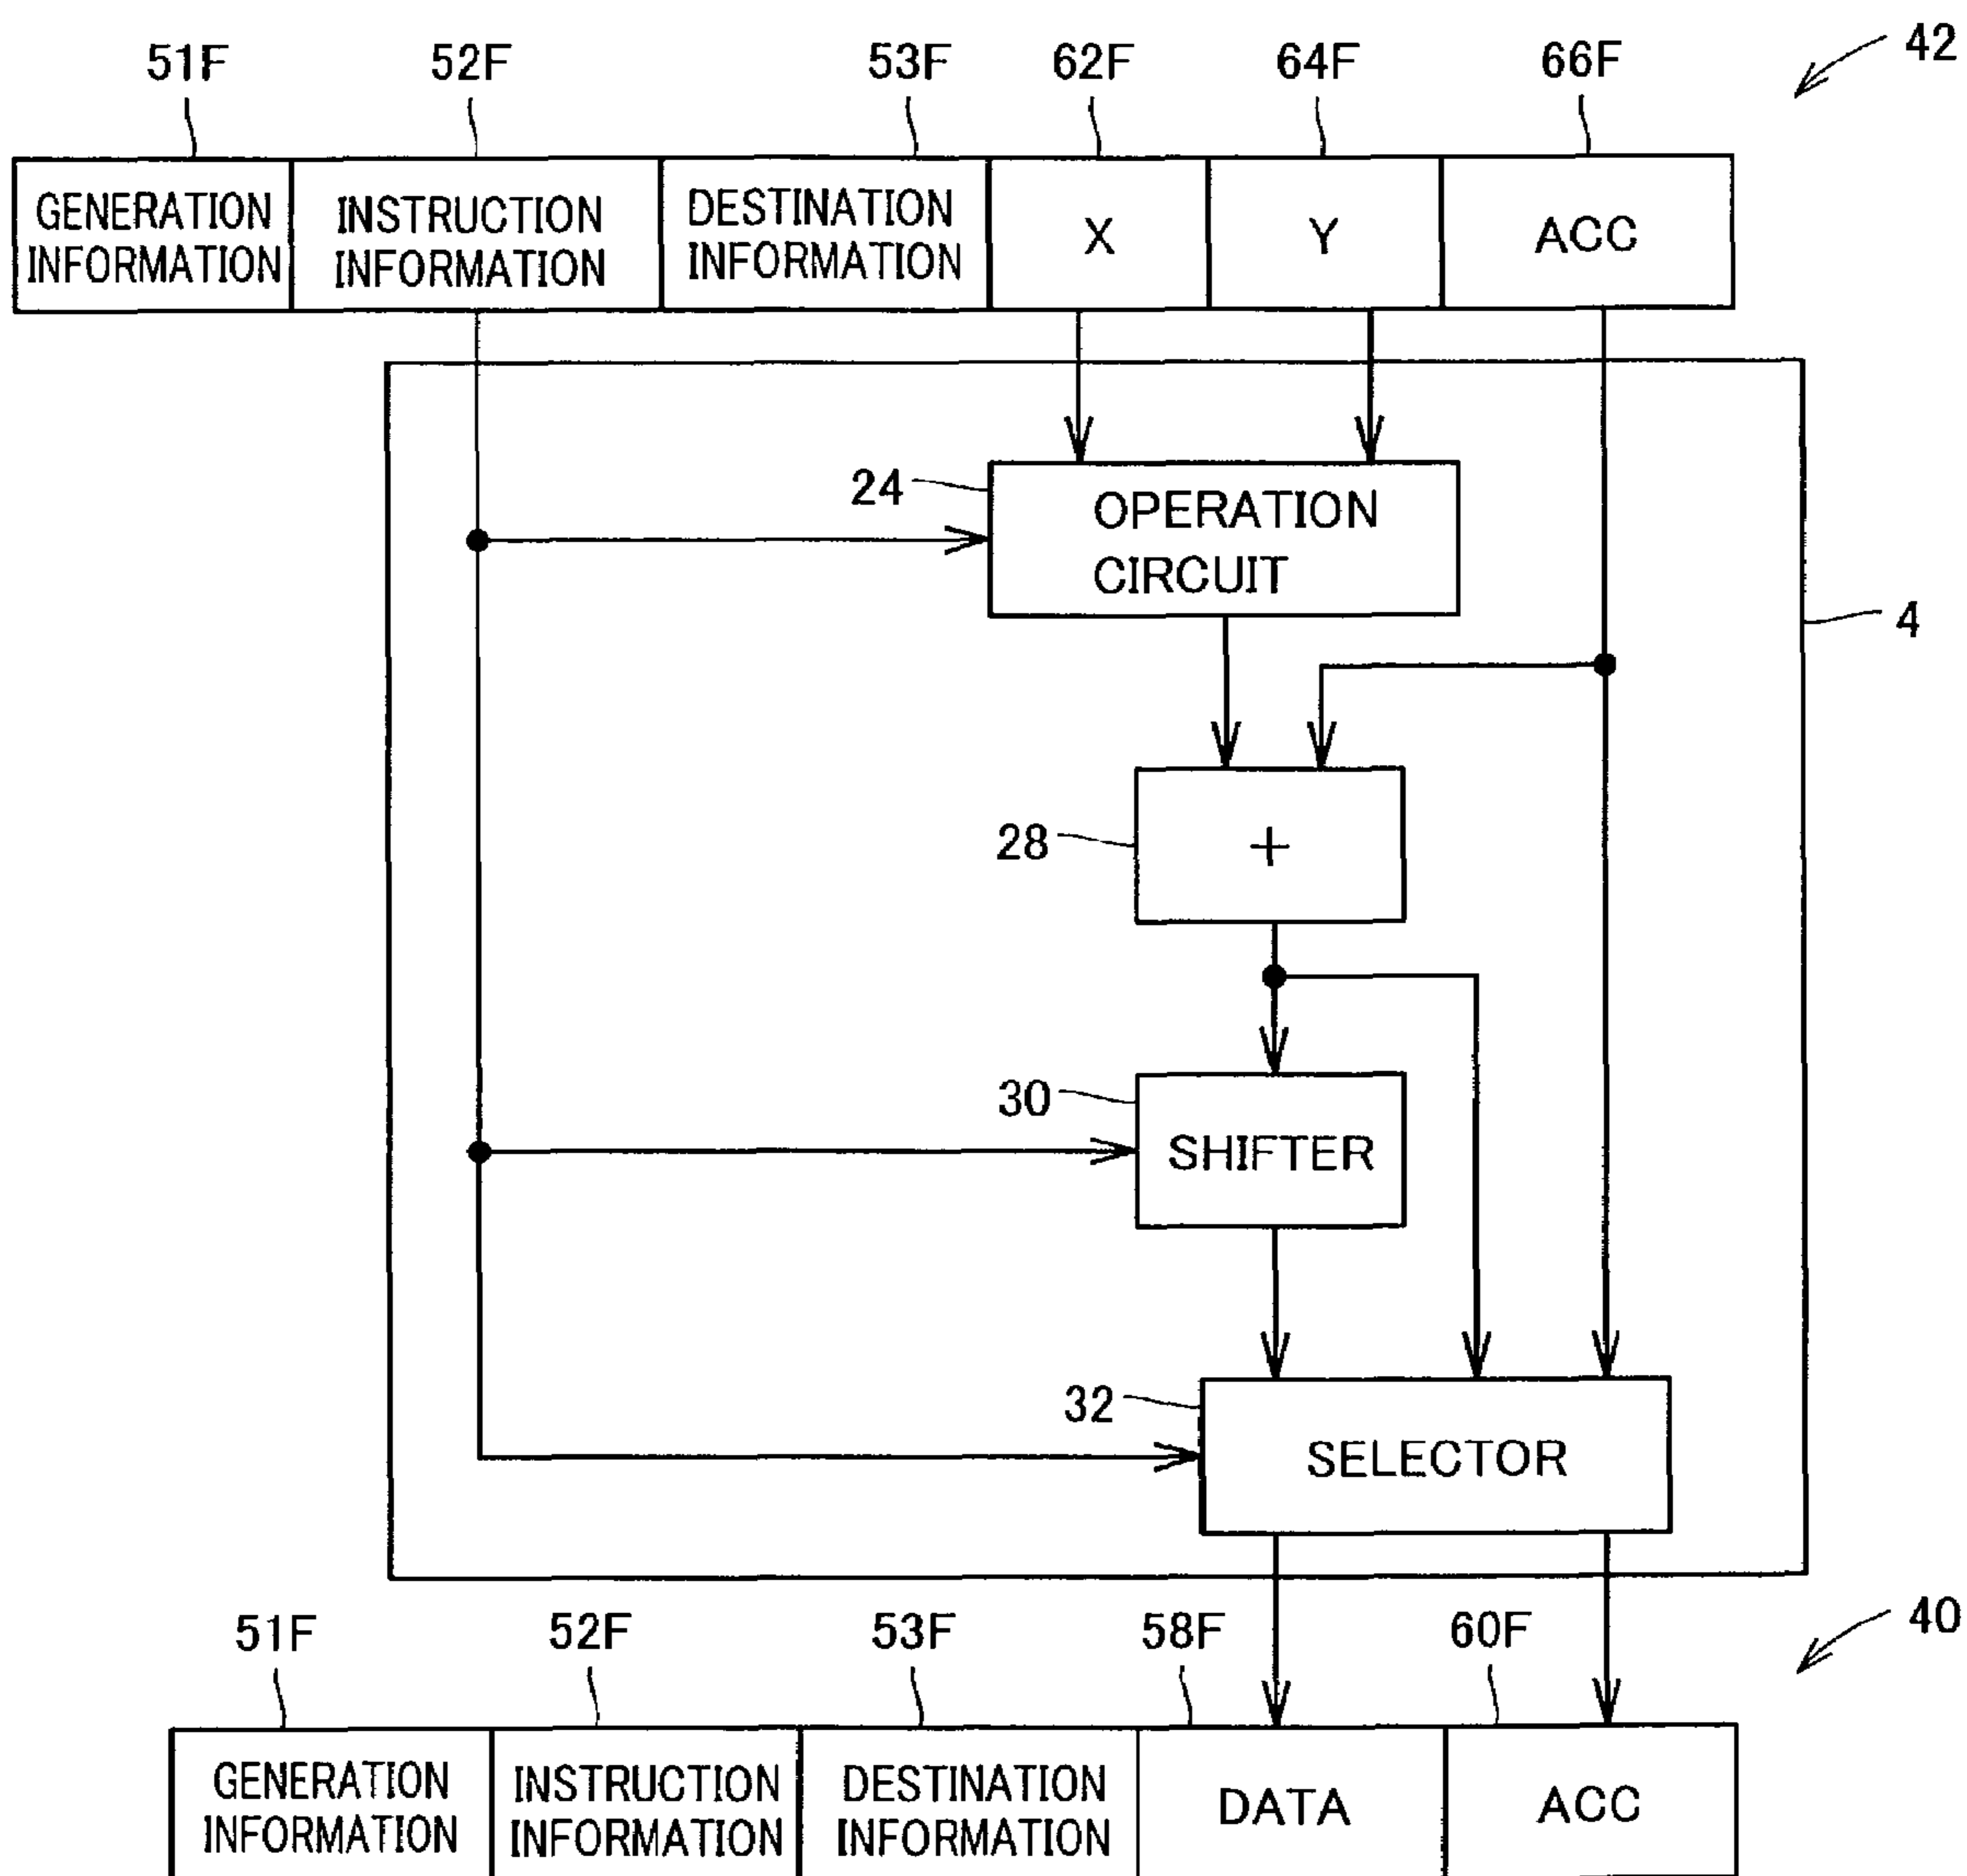 42
51F 52F 53F 62F 64F 66F
GENERATION
INFORMATION
INSTRUCTION
INFORMATION
DESTINATION
INFORMATION
X
Y
ACC
24
OPERATION
CIRCUIT
4
28
+
30
SHIFTER
32
SELECTOR
40
51F 52F 53F 58F 60F
GENERATION
INFORMATION
INSTRUCTION
INFORMATION
DESTINATION
INFORMATION
DATA
ACC